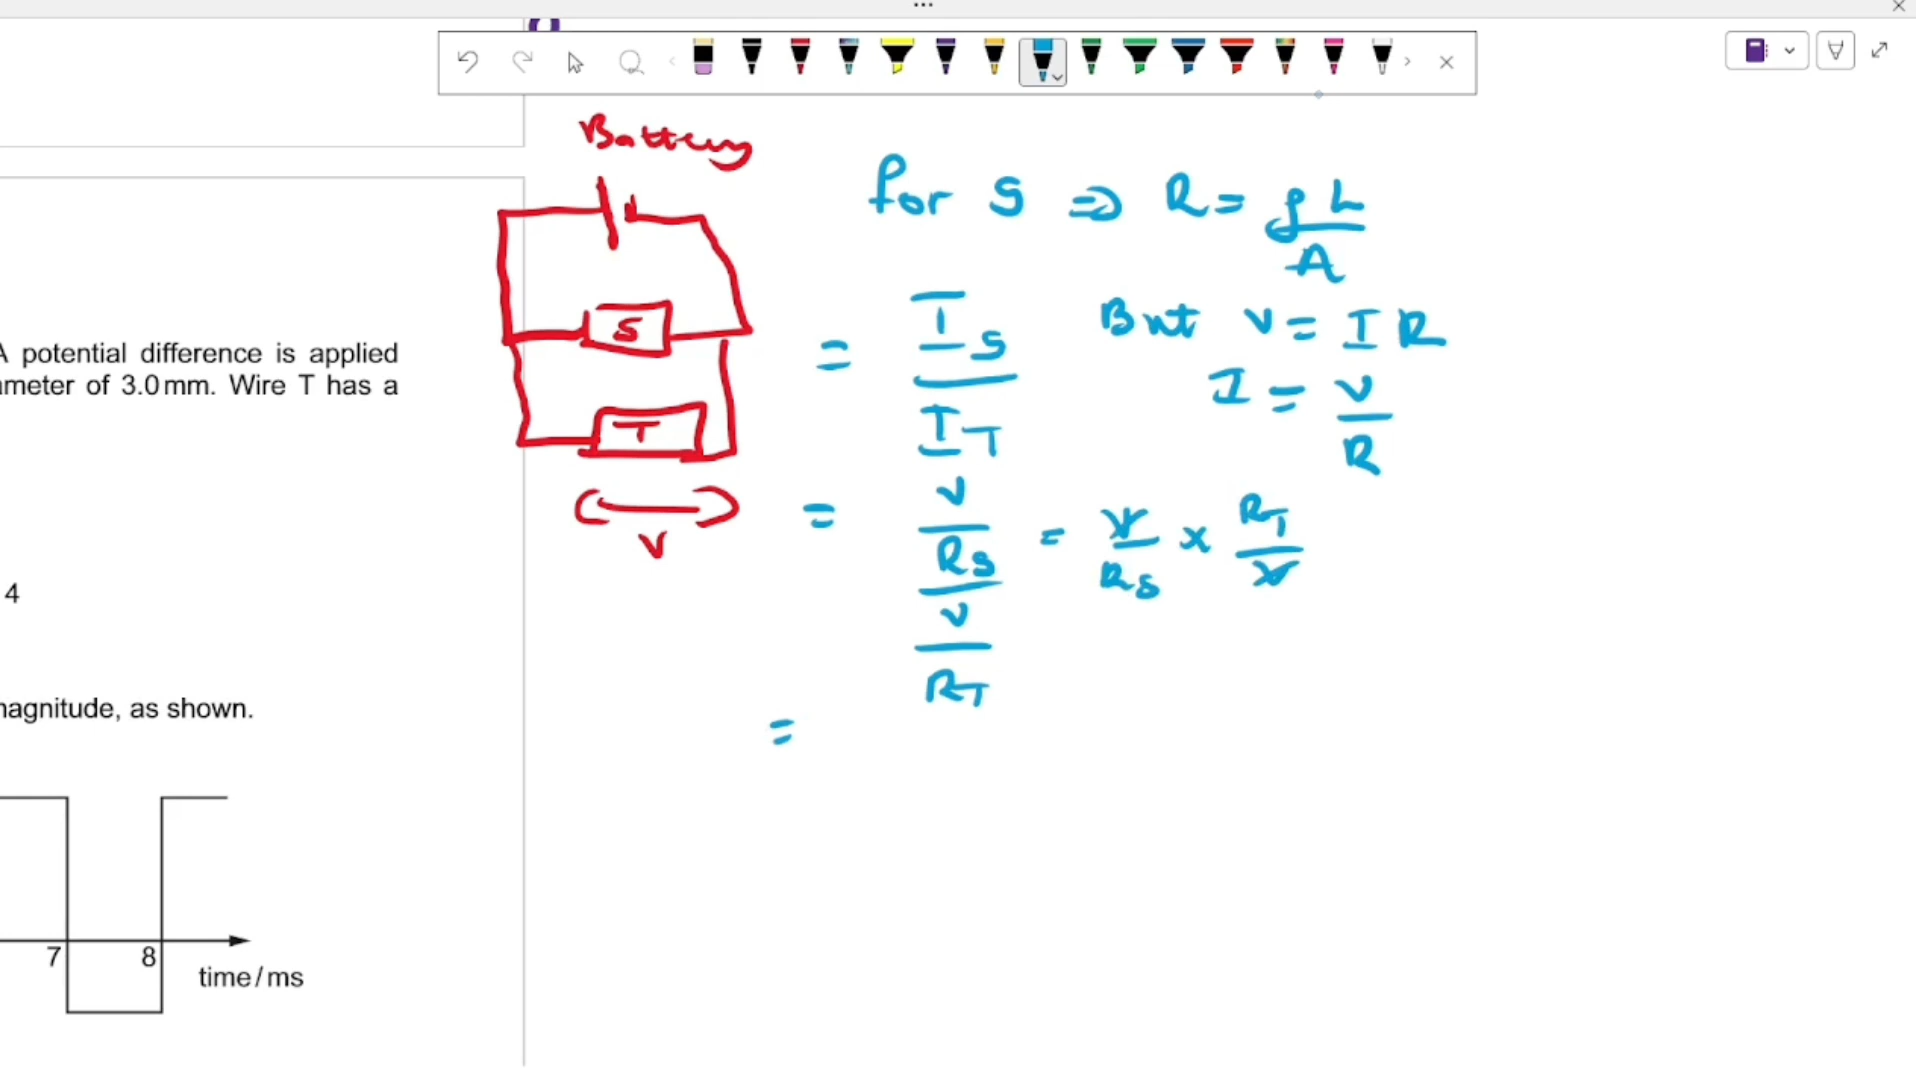 A potential difference is applied
ameter of 3.0 mm. Wire T has a
4
magnitude, as shown.
7 8
time / ms
Battery
S
T
V
for S ⇒ R = ρL/A
But V = IR
I = V/R
= I_S/I_T
= (V/R_S)/(V/R_T) = V/R_S × R_T/V
=